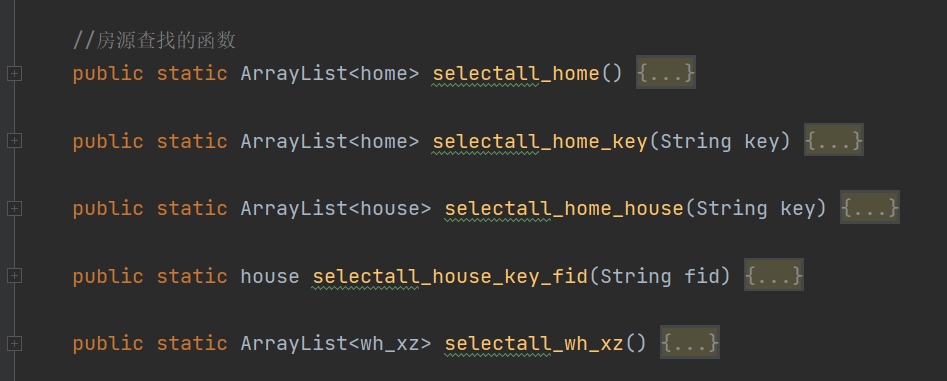 //房源查找的函数
public static ArrayList<home> selectall_home() {...}
public static ArrayList<home> selectall_home_key(String key) {...}
public static ArrayList<house> selectall_home_house(String key) {...}
public static house selectall_house_key_fid(String fid) {...}
public static ArrayList<wh_xz> selectall_wh_xz() {...}